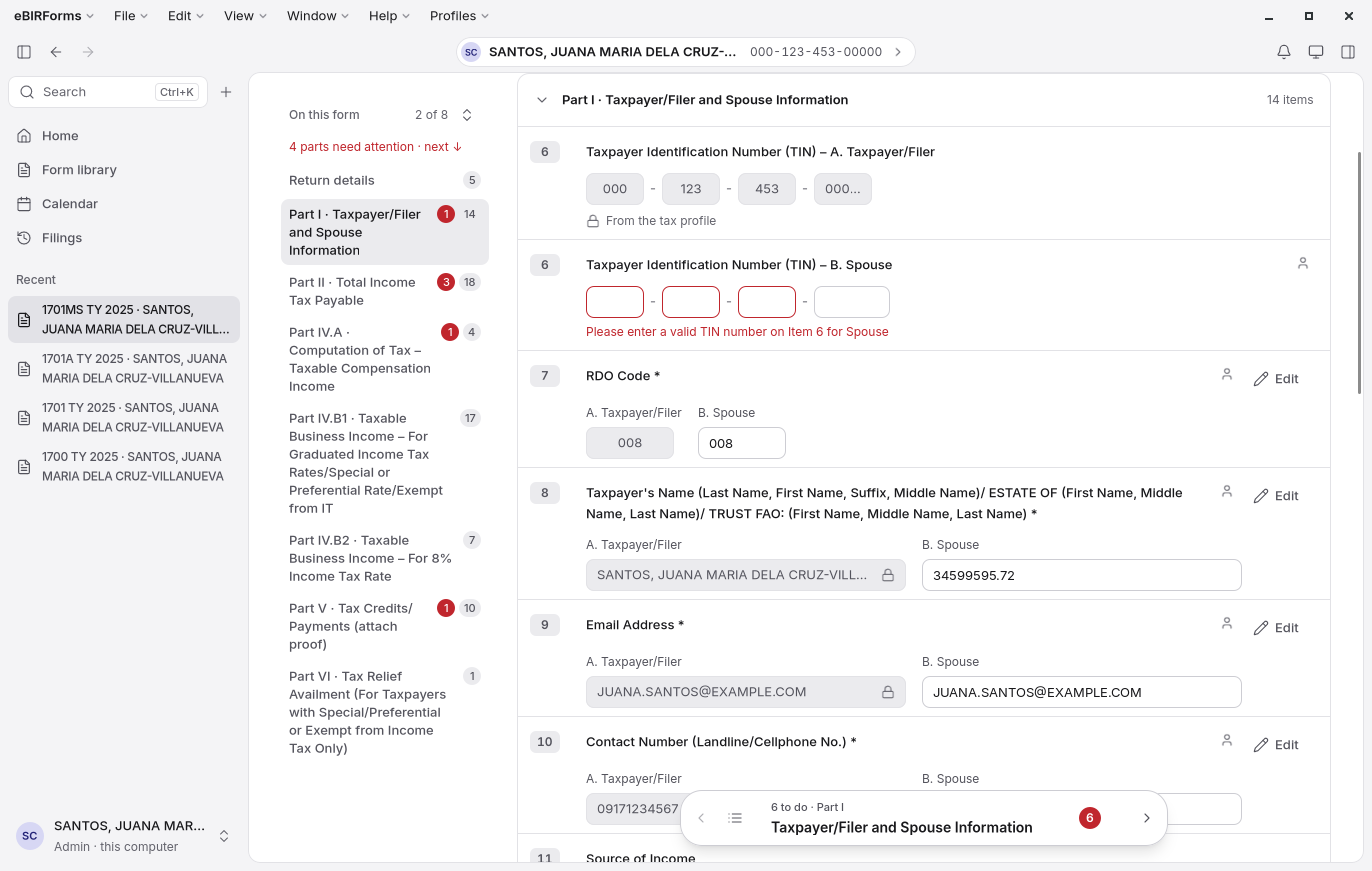 eBIRForms File Edit View Window Help Profiles
SC SANTOS, JUANA MARIA DELA CRUZ-... 000-123-453-00000
Search Ctrl+K
Home
Form library
Calendar
Filings
Recent
1701MS TY 2025 · SANTOS,
JUANA MARIA DELA CRUZ-VILL...
1701A TY 2025 · SANTOS, JUANA
MARIA DELA CRUZ-VILLANUEVA
1701 TY 2025 · SANTOS, JUANA
MARIA DELA CRUZ-VILLANUEVA
1700 TY 2025 · SANTOS, JUANA
MARIA DELA CRUZ-VILLANUEVA
SC SANTOS, JUANA MAR...
Admin · this computer
On this form 2 of 8
4 parts need attention · next ↓
Return details 5
Part I · Taxpayer/Filer 1 14
and Spouse
Information
Part II · Total Income 3 18
Tax Payable
Part IV.A · 1 4
Computation of Tax –
Taxable Compensation
Income
Part IV.B1 · Taxable 17
Business Income – For
Graduated Income Tax
Rates/Special or
Preferential Rate/Exempt
from IT
Part IV.B2 · Taxable 7
Business Income – For 8%
Income Tax Rate
Part V · Tax Credits/ 1 10
Payments (attach
proof)
Part VI · Tax Relief 1
Availment (For Taxpayers
with Special/Preferential
or Exempt from Income
Tax Only)
Part I · Taxpayer/Filer and Spouse Information 14 items
6 Taxpayer Identification Number (TIN) – A. Taxpayer/Filer
000 - 123 - 453 - 000...
From the tax profile
6 Taxpayer Identification Number (TIN) – B. Spouse
- - -
Please enter a valid TIN number on Item 6 for Spouse
7 RDO Code * Edit
A. Taxpayer/Filer B. Spouse
008 008
8 Taxpayer's Name (Last Name, First Name, Suffix, Middle Name)/ ESTATE OF (First Name, Middle Edit
Name, Last Name)/ TRUST FAO: (First Name, Middle Name, Last Name) *
A. Taxpayer/Filer B. Spouse
SANTOS, JUANA MARIA DELA CRUZ-VILL... 34599595.72
9 Email Address * Edit
A. Taxpayer/Filer B. Spouse
JUANA.SANTOS@EXAMPLE.COM JUANA.SANTOS@EXAMPLE.COM
10 Contact Number (Landline/Cellphone No.) * Edit
A. Taxpayer/Filer B. Spouse
09171234567
6 to do · Part I
Taxpayer/Filer and Spouse Information 6
11 Source of Income